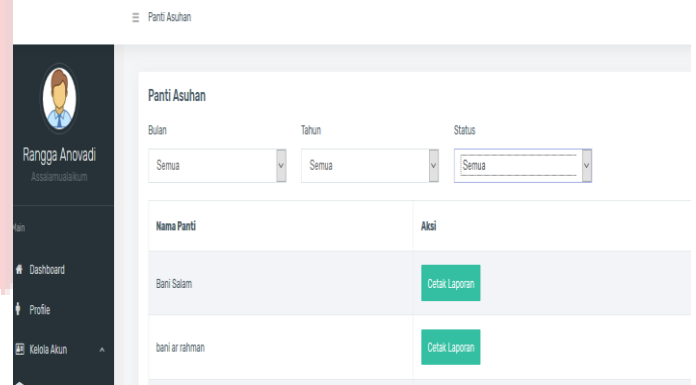 Panti Asuhan
Rangga Anovadi
Assalamualaikum
Main
Dashboard
Profile
Kelola Akun
Panti Asuhan
Bulan Tahun Status
Semua Semua Semua
Nama Panti Aksi
Bani Salam Cetak Laporan
bani ar rahman Cetak Laporan